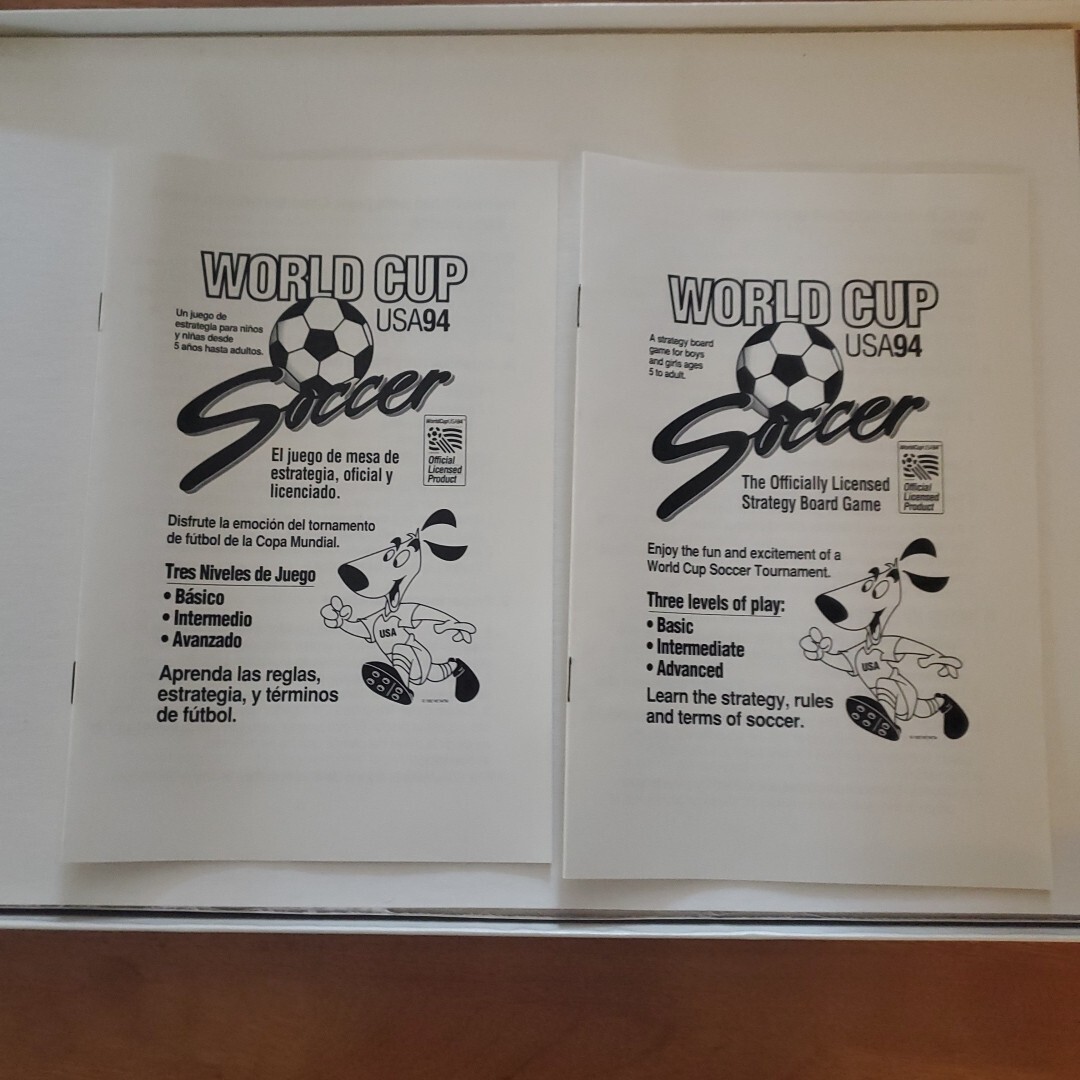 WORLD CUP
USA94
Un juego de
estrategia para niños
y niñas desde
5 años hasta adultos.
Soccer
WorldCupUSA94
Official
Licensed
Product
El juego de mesa de
estrategia, oficial y
licenciado.
Disfrute la emoción del tornamento
de fútbol de la Copa Mundial.
Tres Niveles de Juego
• Básico
• Intermedio
• Avanzado
USA
Aprenda las reglas,
estrategia, y términos
de fútbol.
WORLD CUP
USA94
A strategy board
game for boys
and girls ages
5 to adult.
Soccer
WorldCupUSA94
Official
Licensed
Product
The Officially Licensed
Strategy Board Game
Enjoy the fun and excitement of a
World Cup Soccer Tournament.
Three levels of play:
• Basic
• Intermediate
• Advanced
USA
Learn the strategy, rules
and terms of soccer.